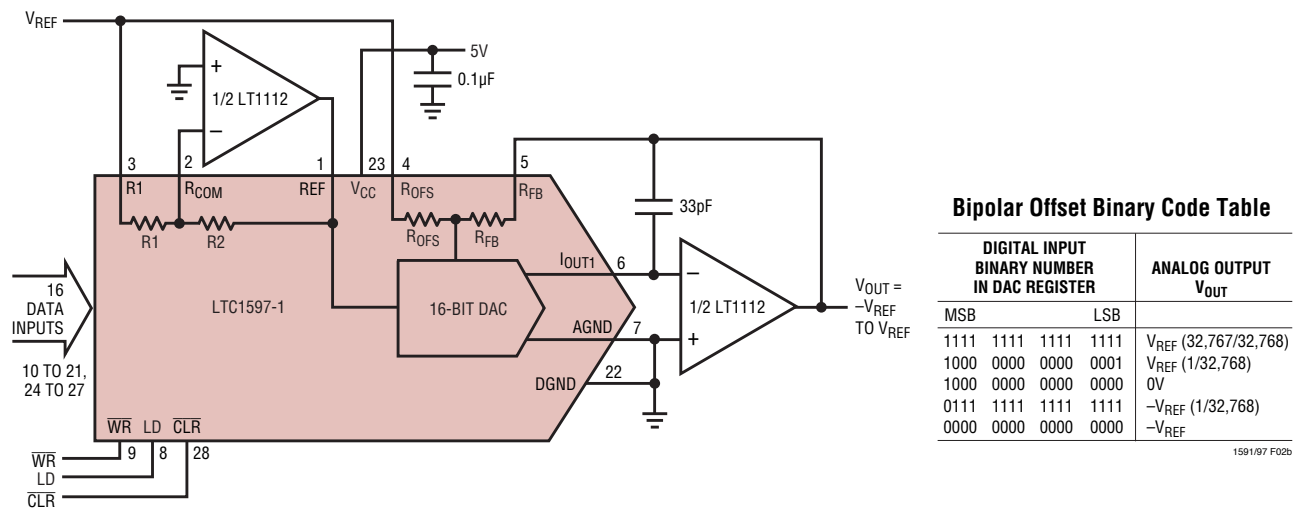 VREF
5V
0.1µF
+
1/2 LT1112
–
3
2
1
23
4
5
R1
RCOM
REF
VCC
ROFS
RFB
33pF
R1
R2
ROFS
RFB
IOUT1
6
–
16
DATA
INPUTS
LTC1597-1
16-BIT DAC
1/2 LT1112
VOUT =
–VREF
TO VREF
AGND
7
+
10 TO 21,
24 TO 27
DGND
22
WR LD CLR
9
8
28
WR
LD
CLR
Bipolar Offset Binary Code Table
DIGITAL INPUT
BINARY NUMBER
IN DAC REGISTER
ANALOG OUTPUT
VOUT
MSB LSB
1111 1111 1111 1111 VREF (32,767/32,768)
1000 0000 0000 0001 VREF (1/32,768)
1000 0000 0000 0000 0V
0111 1111 1111 1111 –VREF (1/32,768)
0000 0000 0000 0000 –VREF
1591/97 F02b